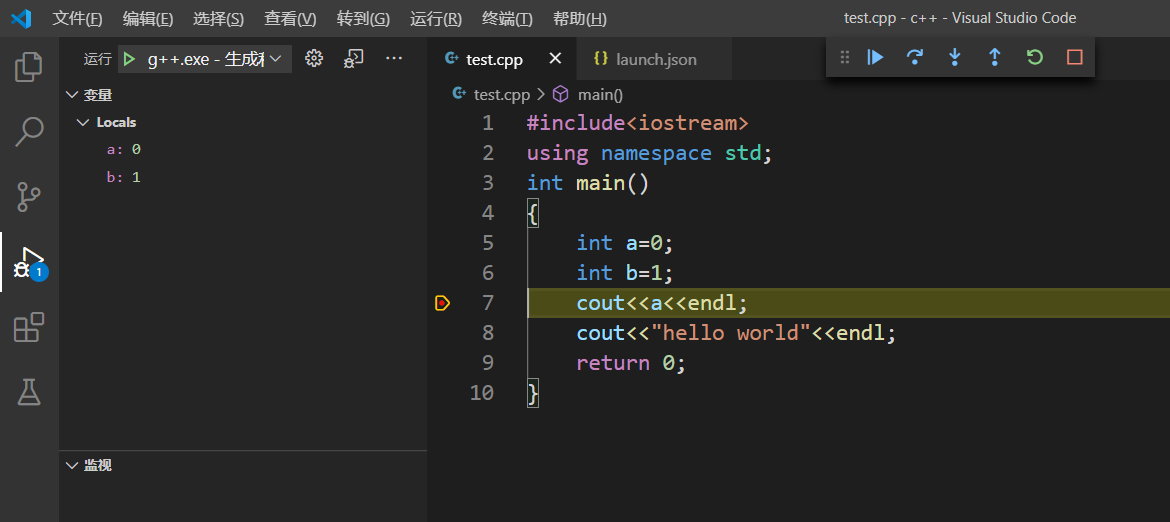 文件(F) 编辑(E) 选择(S) 查看(V) 转到(G) 运行(R) 终端(T) 帮助(H) test.cpp - c++ - Visual Studio Code
运行 g++.exe - 生成和 ···
test.cpp × {} launch.json
变量
Locals
a: 0
b: 1
监视
1
test.cpp > main()
1 #include<iostream>
2 using namespace std;
3 int main()
4 {
5 int a=0;
6 int b=1;
7 cout<<a<<endl;
8 cout<<"hello world"<<endl;
9 return 0;
10 }